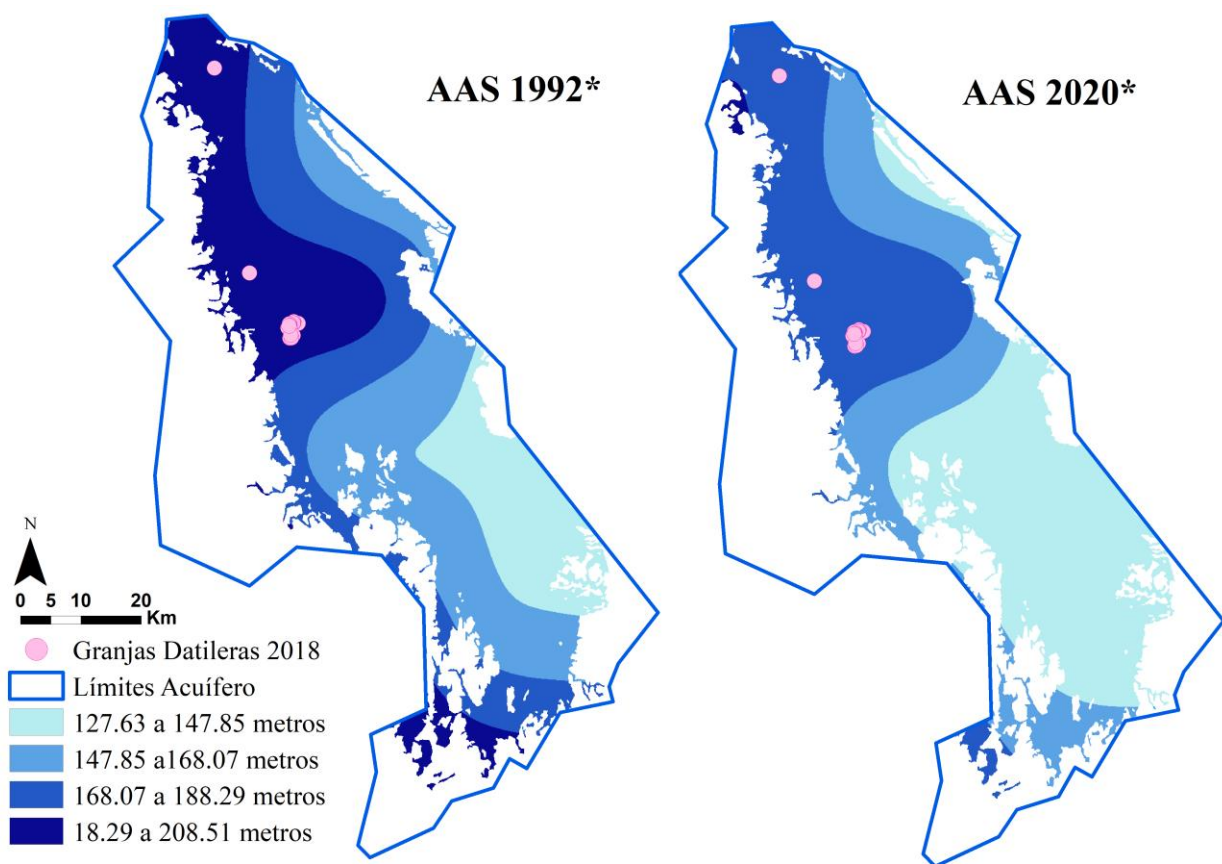 AAS 1992*
AAS 2020*
N
0 5 10 20
Km
Granjas Datileras 2018
Límites Acuífero
127.63 a 147.85 metros
147.85 a168.07 metros
168.07 a 188.29 metros
18.29 a 208.51 metros